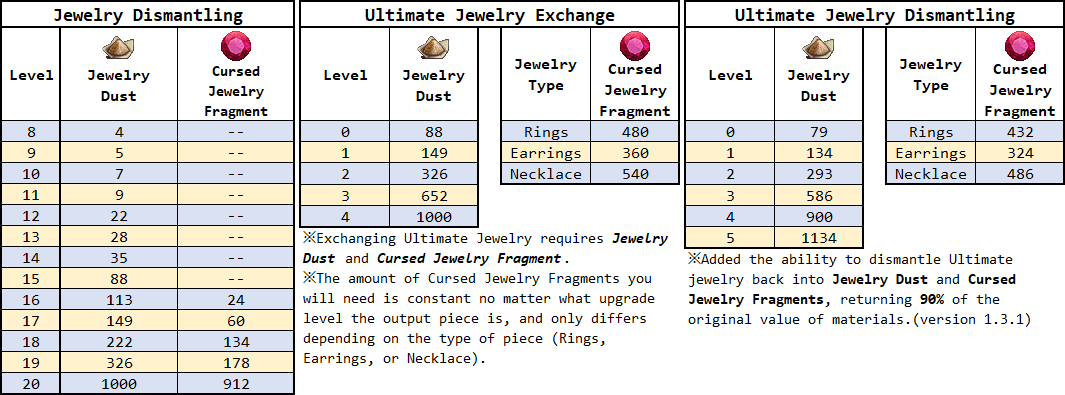 Jewelry Dismantling
Level
Jewelry
Dust
Cursed
Jewelry
Fragment
8 4 --
9 5 --
10 7 --
11 9 --
12 22 --
13 28 --
14 35 --
15 88 --
16 113 24
17 149 60
18 222 134
19 326 178
20 1000 912
Ultimate Jewelry Exchange
Level
Jewelry
Dust
0 88
1 149
2 326
3 652
4 1000
Jewelry
Type
Cursed
Jewelry
Fragment
Rings 480
Earrings 360
Necklace 540
※Exchanging Ultimate Jewelry requires Jewelry
Dust and Cursed Jewelry Fragment.
※The amount of Cursed Jewelry Fragments you
will need is constant no matter what upgrade
level the output piece is, and only differs
depending on the type of piece (Rings,
Earrings, or Necklace).
Ultimate Jewelry Dismantling
Level
Jewelry
Dust
0 79
1 134
2 293
3 586
4 900
5 1134
Jewelry
Type
Cursed
Jewelry
Fragment
Rings 432
Earrings 324
Necklace 486
※Added the ability to dismantle Ultimate
jewelry back into Jewelry Dust and Cursed
Jewelry Fragments, returning 90% of the
original value of materials.(version 1.3.1)